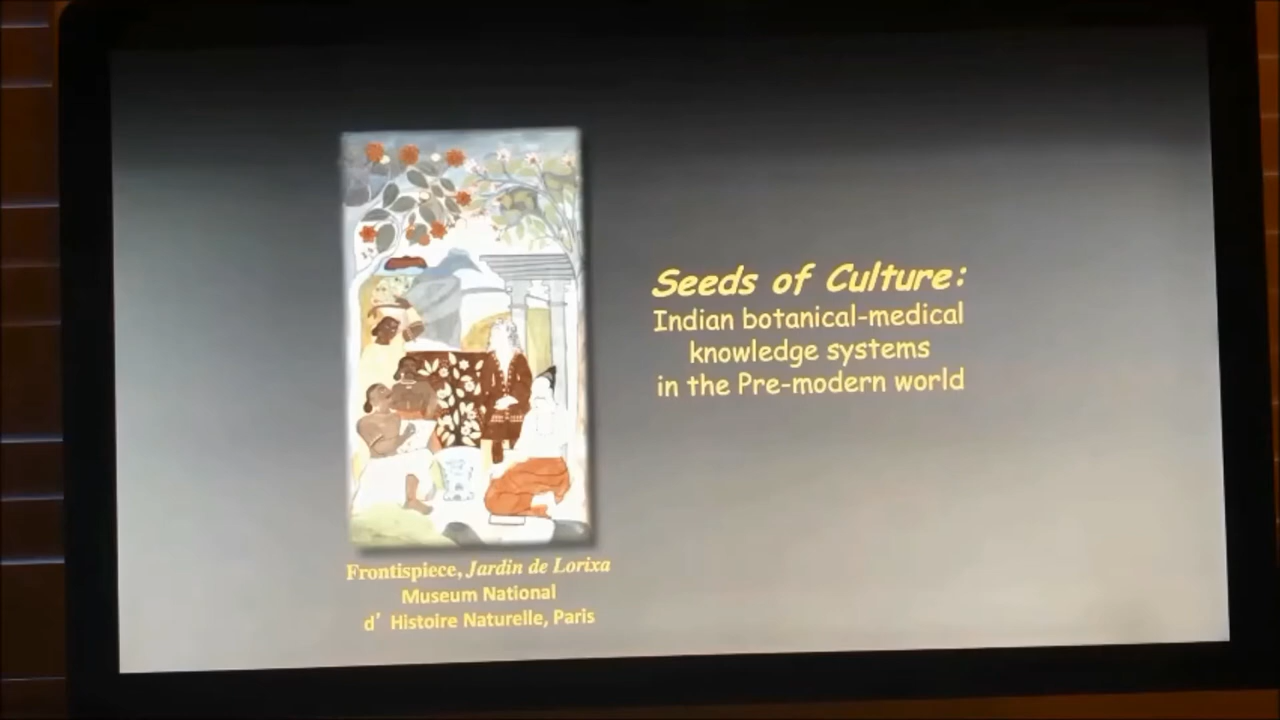 Seeds of Culture:
Indian botanical-medical
knowledge systems
in the Pre-modern world
Frontispiece, Jardin de Lorixa
Museum National
d' Histoire Naturelle, Paris